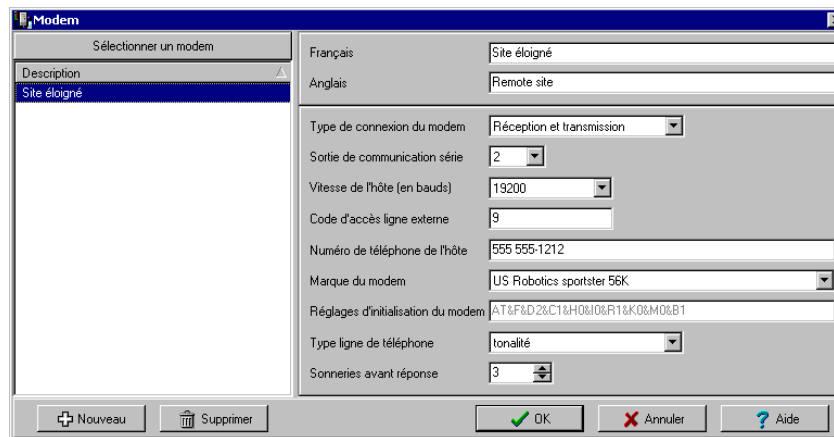 Modem
Sélectionner un modem
Description
Site éloigné
Français
Site éloigné
Anglais
Remote site
Type de connexion du modem
Réception et transmission
Sortie de communication série
2
Vitesse de l'hôte (en bauds)
19200
Code d'accès ligne externe
9
Numéro de téléphone de l'hôte
555 555-1212
Marque du modem
US Robotics sportster 56K
Réglages d'initialisation du modem
AT&F&D2&C1&H0&I0&R1&K0&M0&B1
Type ligne de téléphone
tonalité
Sonneries avant réponse
3
Nouveau
Supprimer
OK
Annuler
Aide